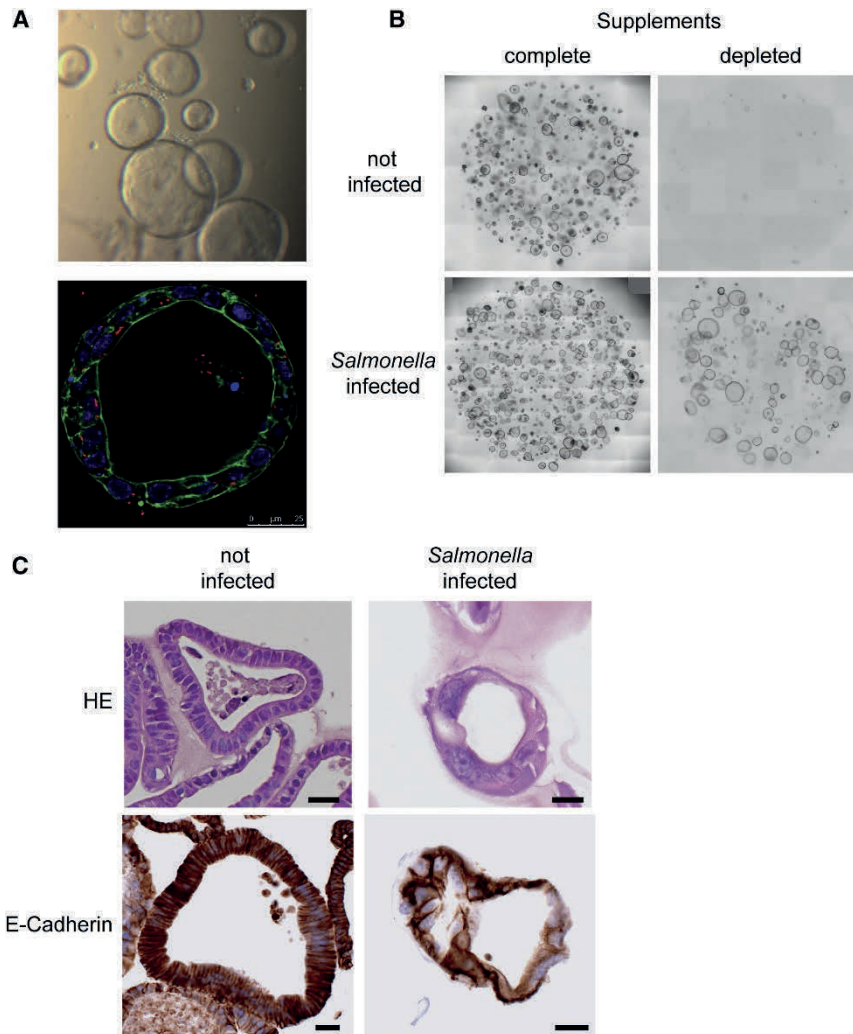 A
B
Supplements
complete
depleted
not
infected
Salmonella
infected
0 µm 25
C
not
infected
Salmonella
infected
HE
E-Cadherin